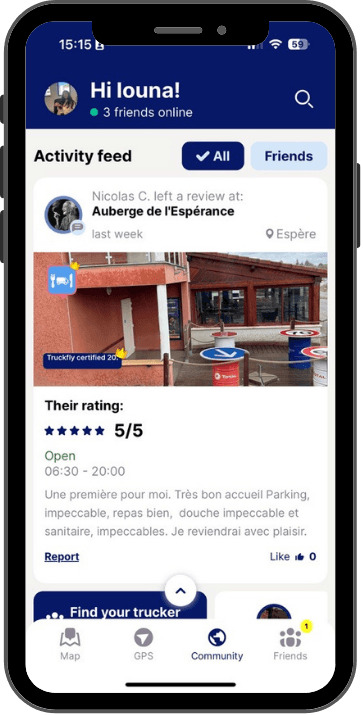 15:15
59
Hi louna!
3 friends online
Activity feed
All
Friends
Nicolas C. left a review at:
Auberge de l'Espérance
last week
Espère
Truckfly certified 20
Their rating:
5/5
Open
06:30 - 20:00
Une première pour moi. Très bon accueil Parking,
impeccable, repas bien, douche impeccable et
sanitaire, impeccables. Je reviendrai avec plaisir.
Report
Like 0
Find your trucker
1
Map
GPS
Community
Friends